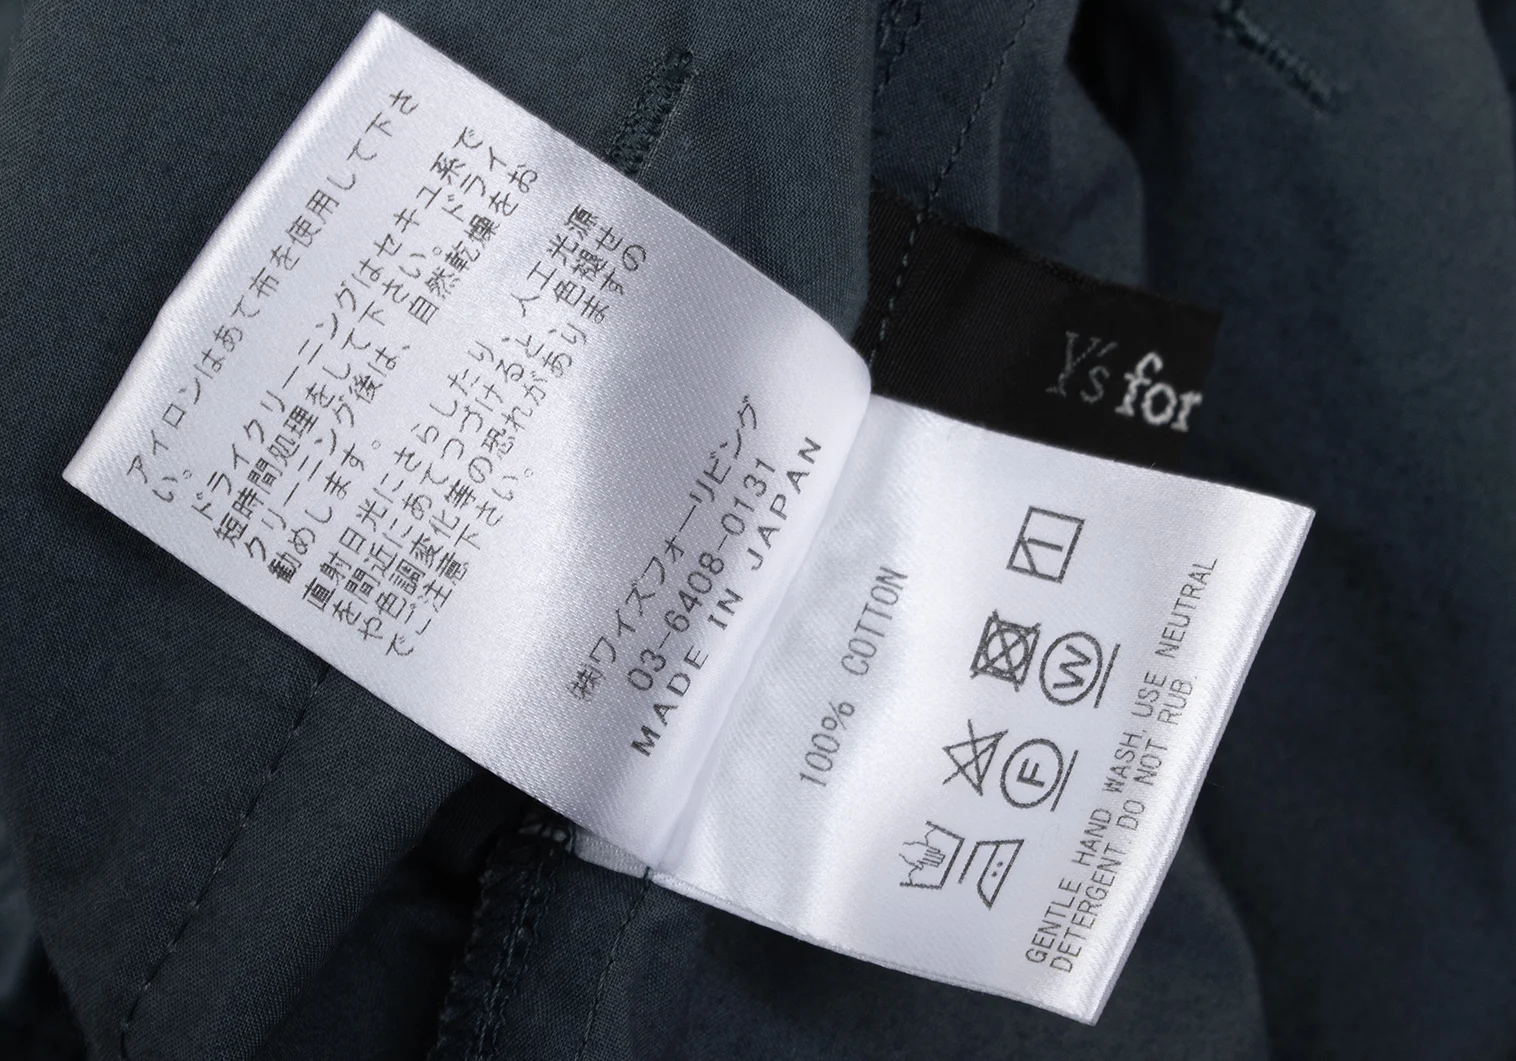 アイロンはあて布を使用して下さ
い。
ドライクリーニングはセキユ系で
短時間処理をして下さい。ドライ
クリーニング後は、自然乾燥をお
勧めします。
直射日光にさらしたり、人工光源
を間近にあてつづけると、色褪せ
や色調変化等の恐れがありますの
でご注意下さい。
(株)ワイズフォーリビング
03-6408-0131
MADE IN JAPAN
Y's for
100% COTTON
W
F
GENTLE HAND WASH. USE NEUTRAL
DETERGENT. DO NOT RUB.